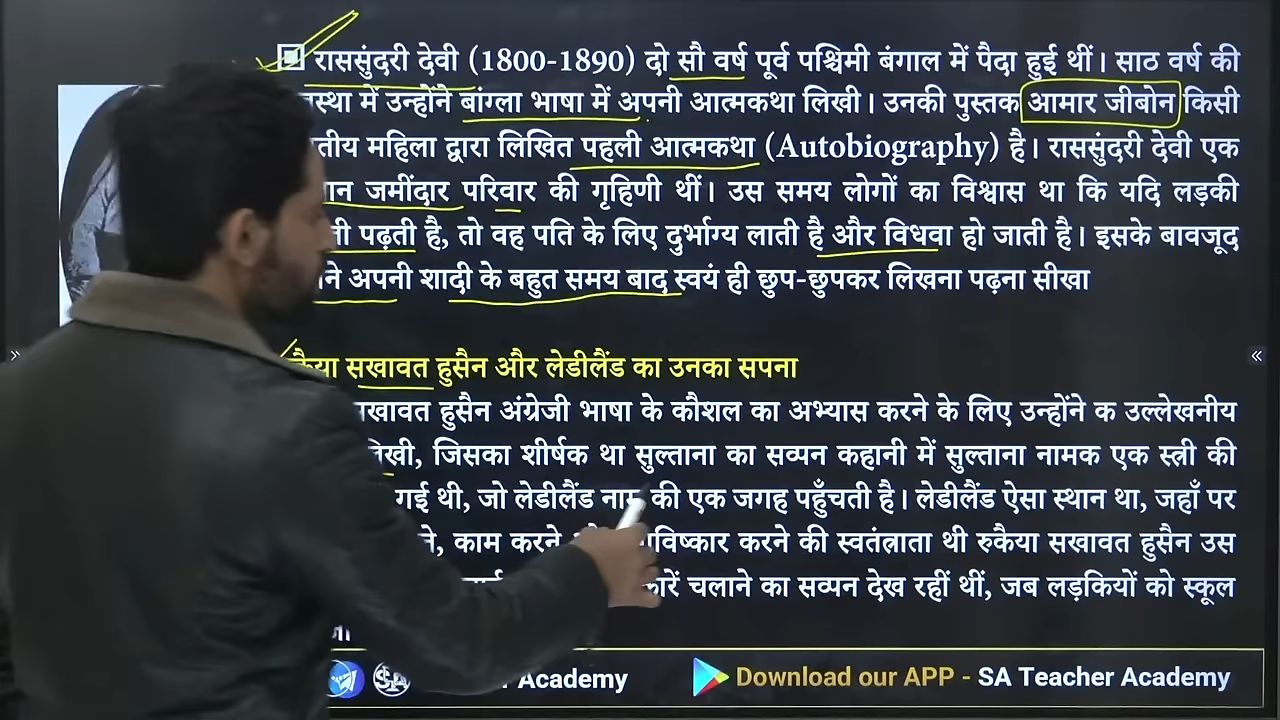 राससुंदरी देवी (1800-1890) दो सौ वर्ष पूर्व पश्चिमी बंगाल में पैदा हुई थीं। साठ वर्ष की
स्था में उन्होंने बांग्ला भाषा में अपनी आत्मकथा लिखी। उनकी पुस्तक आमार जीबोन किसी
तीय महिला द्वारा लिखित पहली आत्मकथा (Autobiography) है। राससुंदरी देवी एक
जमींदार परिवार की गृहिणी थीं। उस समय लोगों का विश्वास था कि यदि लड़की
पढ़ती है, तो वह पति के लिए दुर्भाग्य लाती है और विधवा हो जाती है। इसके बावजूद
ने अपनी शादी के बहुत समय बाद स्वयं ही छुप-छुपकर लिखना पढ़ना सीखा
कैया सखावत हुसैन और लेडीलैंड का उनका सपना
सखावत हुसैन अंग्रेजी भाषा के कौशल का अभ्यास करने के लिए उन्होंने क उल्लेखनीय
लिखी, जिसका शीर्षक था सुल्ताना का सव्पन कहानी में सुल्ताना नामक एक स्त्री की
गई थी, जो लेडीलैंड नाम की एक जगह पहुँचती है। लेडीलैंड ऐसा स्थान था, जहाँ पर
ने, काम करने विष्कार करने की स्वतंत्राता थी रुकैया सखावत हुसैन उस
कारें चलाने का सव्पन देख रहीं थीं, जब लड़कियों को स्कूल
Academy Download our APP - SA Teacher Academy